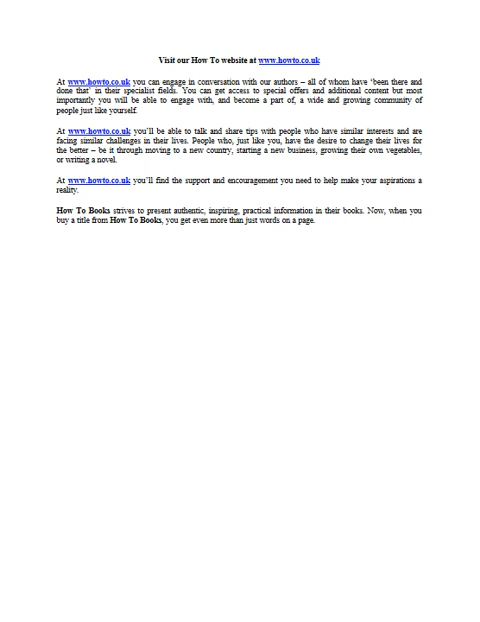 Visit our How To website at www.howto.co.uk
At www.howto.co.uk you can engage in conversation with our authors – all of whom have ‘been there and
done that’ in their specialist fields. You can get access to special offers and additional content but most
importantly you will be able to engage with, and become a part of, a wide and growing community of
people just like yourself.
At www.howto.co.uk you’ll be able to talk and share tips with people who have similar interests and are
facing similar challenges in their lives. People who, just like you, have the desire to change their lives for
the better – be it through moving to a new country, starting a new business, growing their own vegetables,
or writing a novel.
At www.howto.co.uk you’ll find the support and encouragement you need to help make your aspirations a
reality.
How To Books strives to present authentic, inspiring, practical information in their books. Now, when you
buy a title from How To Books, you get even more than just words on a page.